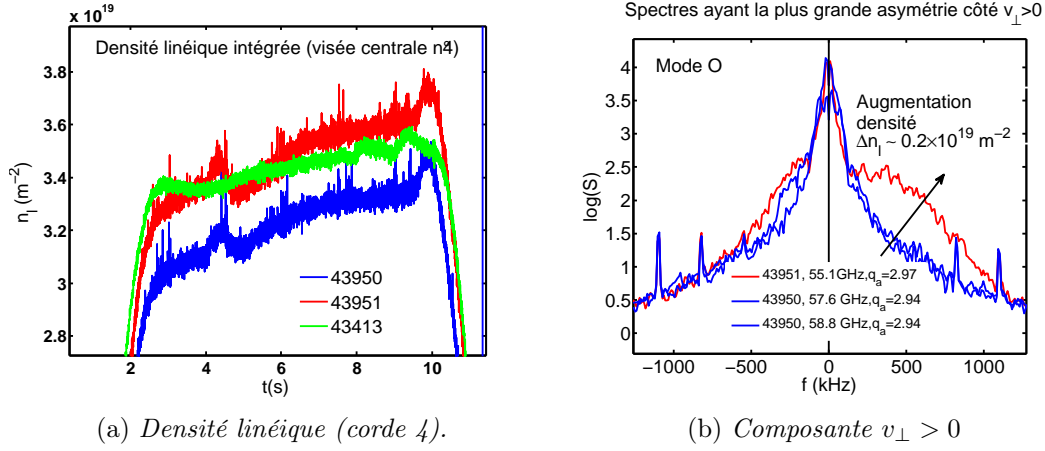 x 10^19
Densité linéique intégrée (visée centrale n°4)
3.8
3.6
3.4
3.2
3
2.8
n_l (m^-2)
43950
43951
43413
2
4
6
8
10
t(s)
(a) Densité linéique (corde 4).
Spectres ayant la plus grande asymétrie côté v_⊥>0
Mode O
Augmentation
densité
Δn_l ~ 0.2×10^19 m^-2
4
3.5
3
2.5
2
1.5
1
0.5
0
log(S)
43951, 55.1GHz,q_a=2.97
43950, 57.6 GHz,q_a=2.94
43950, 58.8 GHz,q_a=2.94
−1000
−500
0
500
1000
f (kHz)
(b) Composante v_⊥ > 0